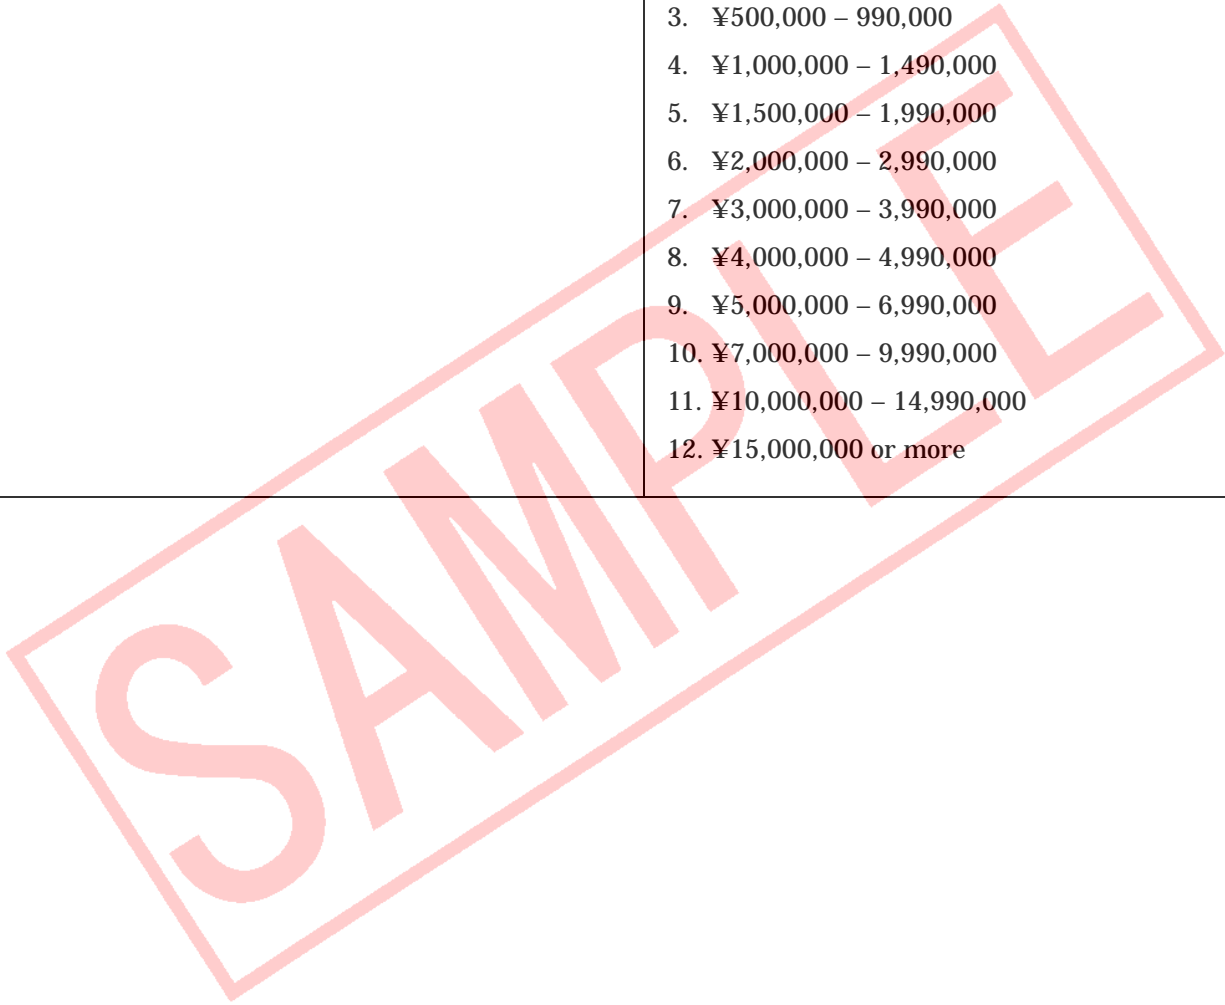 3. ¥500,000 – 990,000
4. ¥1,000,000 – 1,490,000
5. ¥1,500,000 – 1,990,000
6. ¥2,000,000 – 2,990,000
7. ¥3,000,000 – 3,990,000
8. ¥4,000,000 – 4,990,000
9. ¥5,000,000 – 6,990,000
10. ¥7,000,000 – 9,990,000
11. ¥10,000,000 – 14,990,000
12. ¥15,000,000 or more
SAMPLE